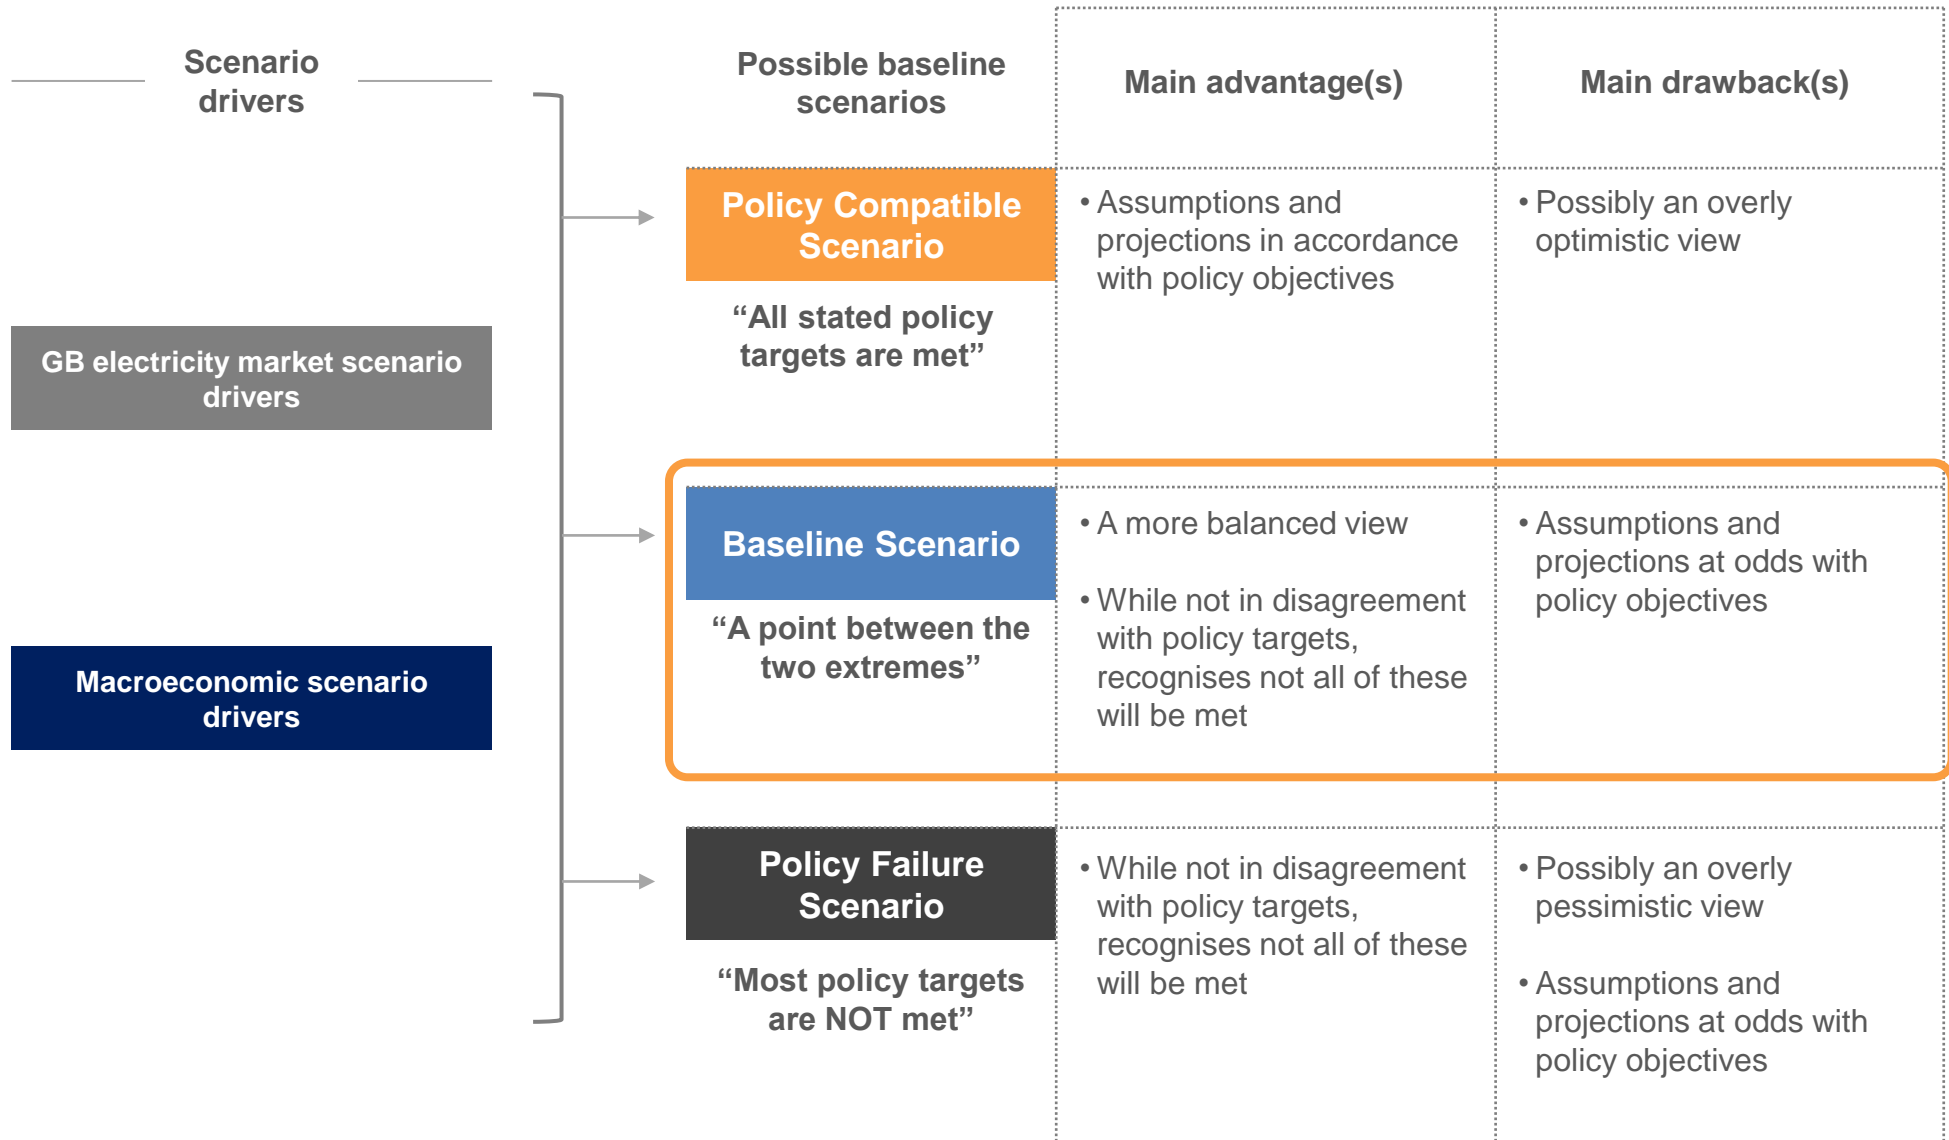 Scenario
drivers
Possible baseline
scenarios
Main advantage(s)
Main drawback(s)
GB electricity market scenario
drivers
Macroeconomic scenario
drivers
Policy Compatible
Scenario
“All stated policy
targets are met”
• Assumptions and
projections in accordance
with policy objectives
• Possibly an overly
optimistic view
Baseline Scenario
“A point between the
two extremes”
• A more balanced view
• While not in disagreement
with policy targets,
recognises not all of these
will be met
• Assumptions and
projections at odds with
policy objectives
Policy Failure
Scenario
“Most policy targets
are NOT met”
• While not in disagreement
with policy targets,
recognises not all of these
will be met
• Possibly an overly
pessimistic view
• Assumptions and
projections at odds with
policy objectives